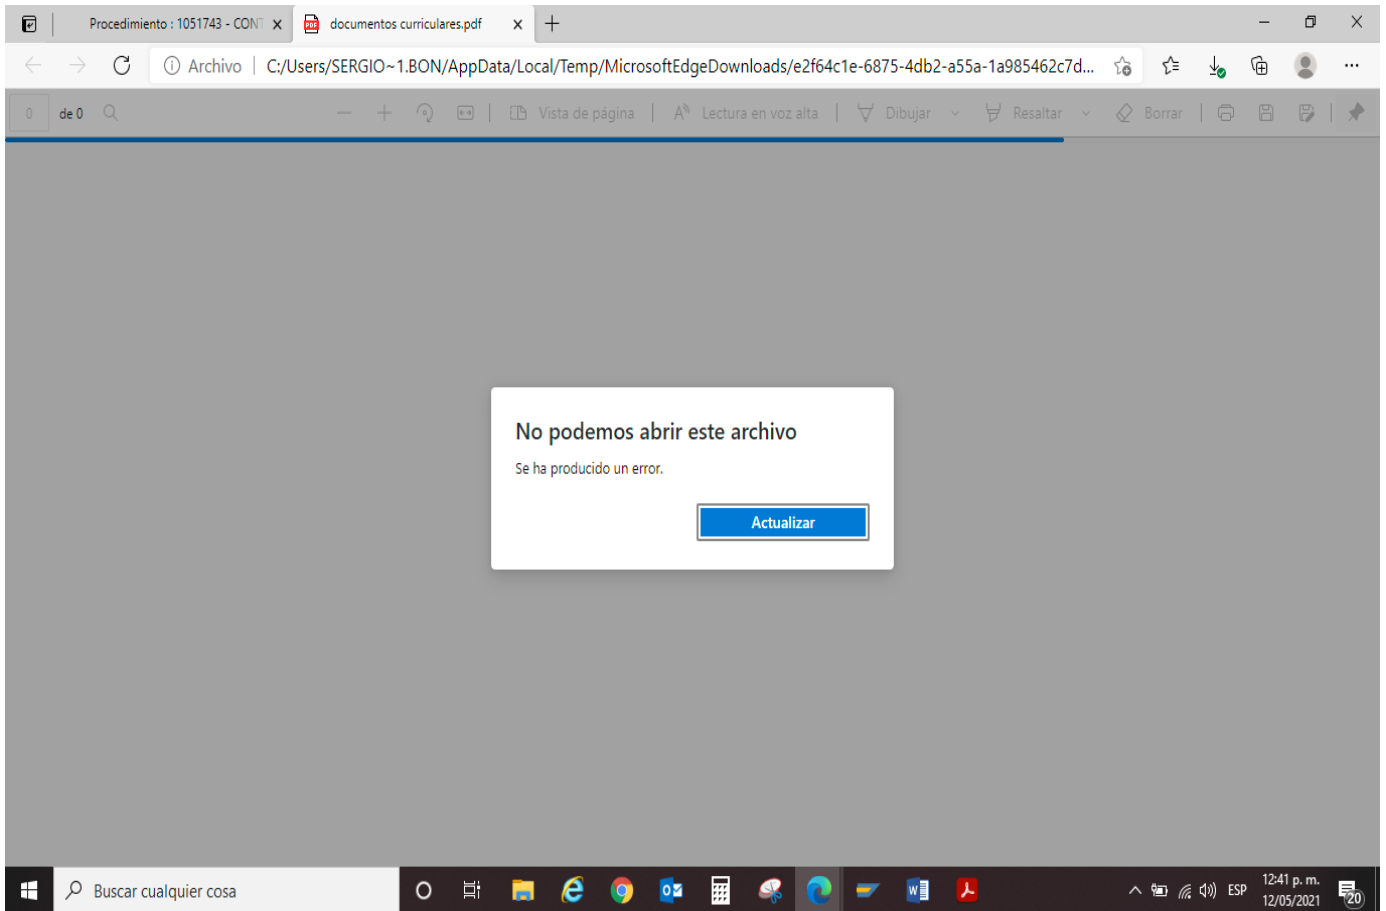 Procedimiento : 1051743 - CONT
documentos curriculares.pdf
Archivo
C:/Users/SERGIO~1.BON/AppData/Local/Temp/MicrosoftEdgeDownloads/e2f64c1e-6875-4db2-a55a-1a985462c7d...
0 de 0
Vista de página
Lectura en voz alta
Dibujar
Resaltar
Borrar
No podemos abrir este archivo
Se ha producido un error.
Actualizar
Buscar cualquier cosa
ESP
12:41 p. m.
12/05/2021
20